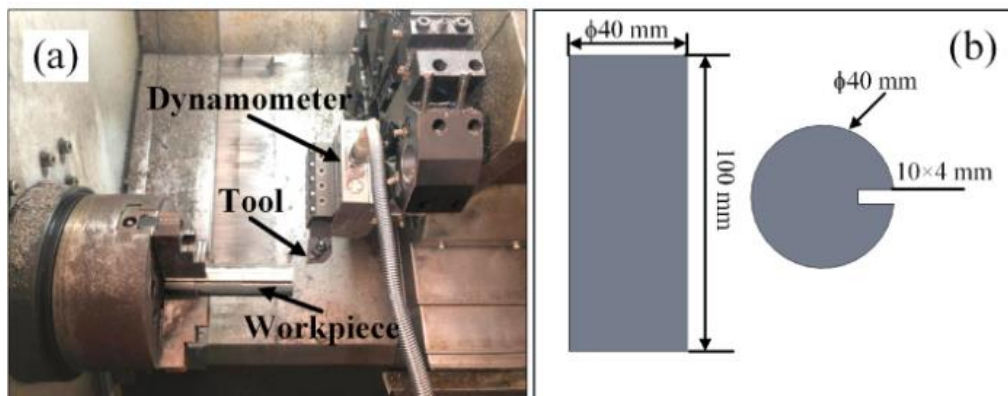 (a)
Dynamometer
Tool
Workpiece
ϕ40 mm
(b)
100 mm
ϕ40 mm
10×4 mm